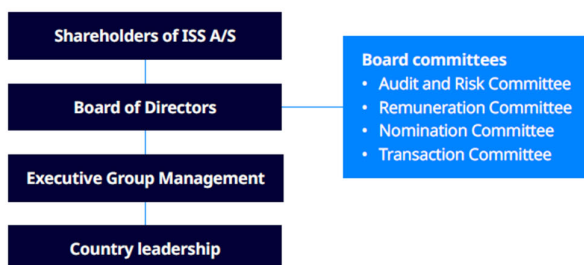 Shareholders of ISS A/S
Board of Directors
Executive Group Management
Country leadership
Board committees
• Audit and Risk Committee
• Remuneration Committee
• Nomination Committee
• Transaction Committee